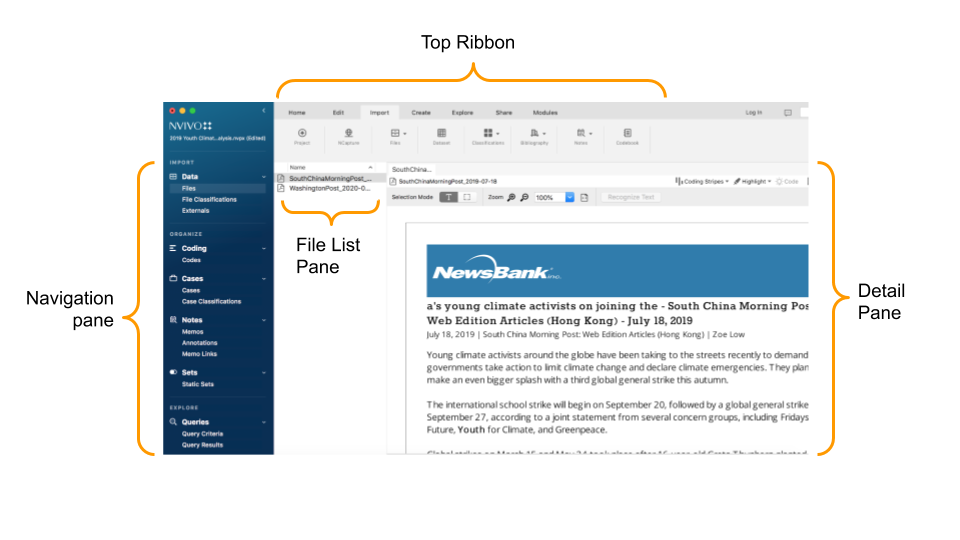 Top Ribbon
NVIVO
2019 Youth Climat...alysis.nvpx (Edited)
Home Edit Import Create Explore Share Modules Log In
Project NCapture Files Dataset Classifications Bibliography Notes Codebook
IMPORT
Data
Files
File Classifications
Externals
ORGANIZE
Coding
Codes
Cases
Cases
Case Classifications
Notes
Memos
Annotations
Memo Links
Sets
Static Sets
EXPLORE
Queries
Query Criteria
Query Results
Name
SouthChinaMorningPost_...
WashingtonPost_2020-0...
SouthChina...
SouthChinaMorningPost_2019-07-18
Coding Stripes Highlight Code
Selection Mode Zoom 100% Recognize Text
File List
Pane
Navigation
pane
Detail
Pane
NewsBank inc.
a's young climate activists on joining the - South China Morning Pos
Web Edition Articles (Hong Kong) - July 18, 2019
July 18, 2019 | South China Morning Post: Web Edition Articles (Hong Kong) | Zoe Low
Young climate activists around the globe have been taking to the streets recently to demand
governments take action to limit climate change and declare climate emergencies. They plan
make an even bigger splash with a third global general strike this autumn.
The international school strike will begin on September 20, followed by a global general strike
September 27, according to a joint statement from several concern groups, including Fridays
Future, Youth for Climate, and Greenpeace.